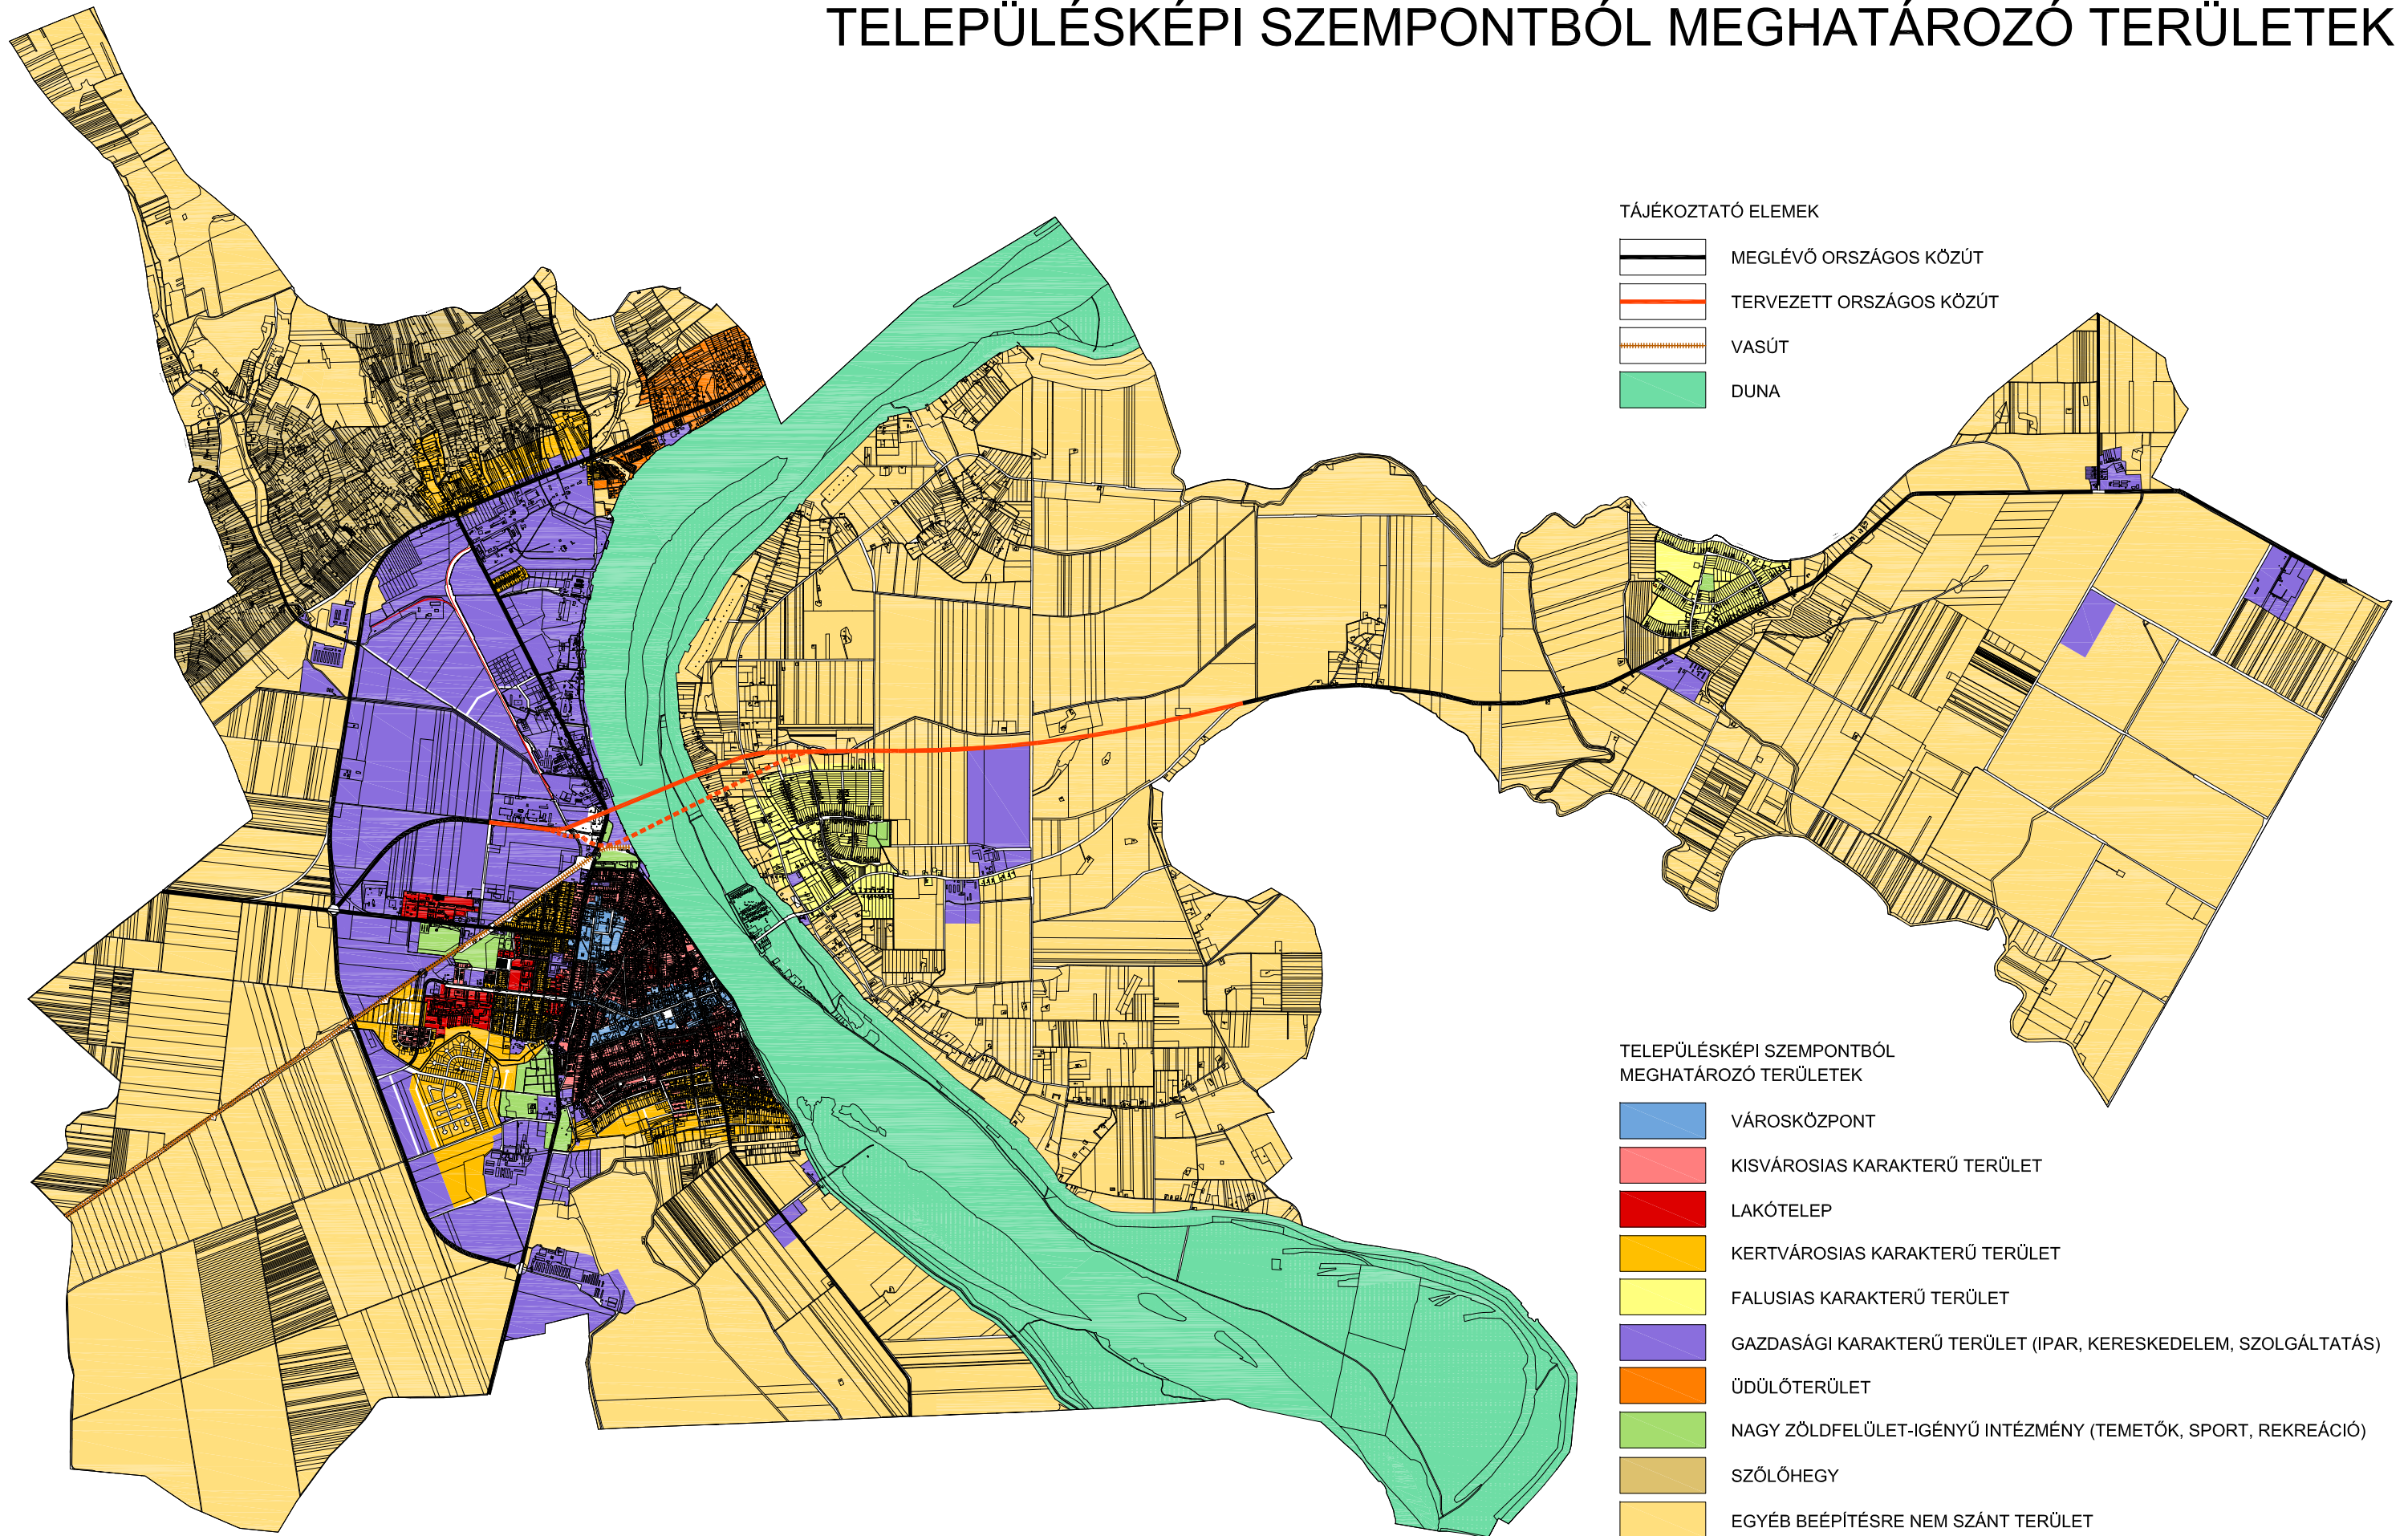 TELEPÜLÉSKÉPI SZEMPONTBÓL MEGHATÁROZÓ TERÜLETEK
TÁJÉKOZTATÓ ELEMEK
MEGLÉVŐ ORSZÁGOS KÖZÚT
TERVEZETT ORSZÁGOS KÖZÚT
VASÚT
DUNA
TELEPÜLÉSKÉPI SZEMPONTBÓL
MEGHATÁROZÓ TERÜLETEK
VÁROSKÖZPONT
KISVÁROSIAS KARAKTERŰ TERÜLET
LAKÓTELEP
KERTVÁROSIAS KARAKTERŰ TERÜLET
FALUSIAS KARAKTERŰ TERÜLET
GAZDASÁGI KARAKTERŰ TERÜLET (IPAR, KERESKEDELEM, SZOLGÁLTATÁS)
ÜDÜLŐTERÜLET
NAGY ZÖLDFELÜLET-IGÉNYŰ INTÉZMÉNY (TEMETŐK, SPORT, REKREÁCIÓ)
SZŐLŐHEGY
EGYÉB BEÉPÍTÉSRE NEM SZÁNT TERÜLET